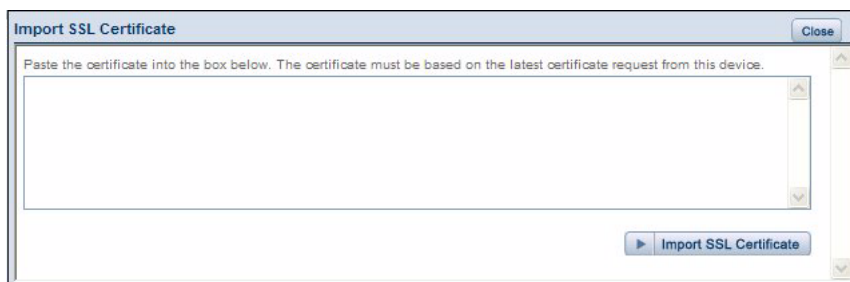 Import SSL Certificate
Close
Paste the certificate into the box below. The certificate must be based on the latest certificate request from this device.
Import SSL Certificate